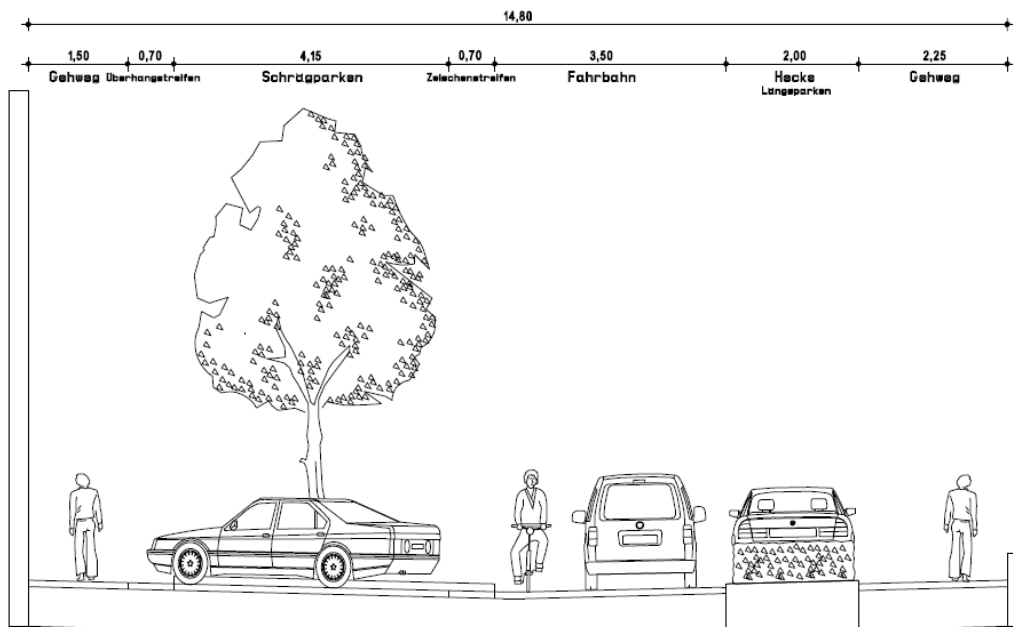 14,80
1,50 0,70 4,15 0,70 3,50 2,00 2,25
Gehweg Überhangstreifen Schrägparken Zwischenstreifen Fahrbahn Hecke Gehweg
Längsparken